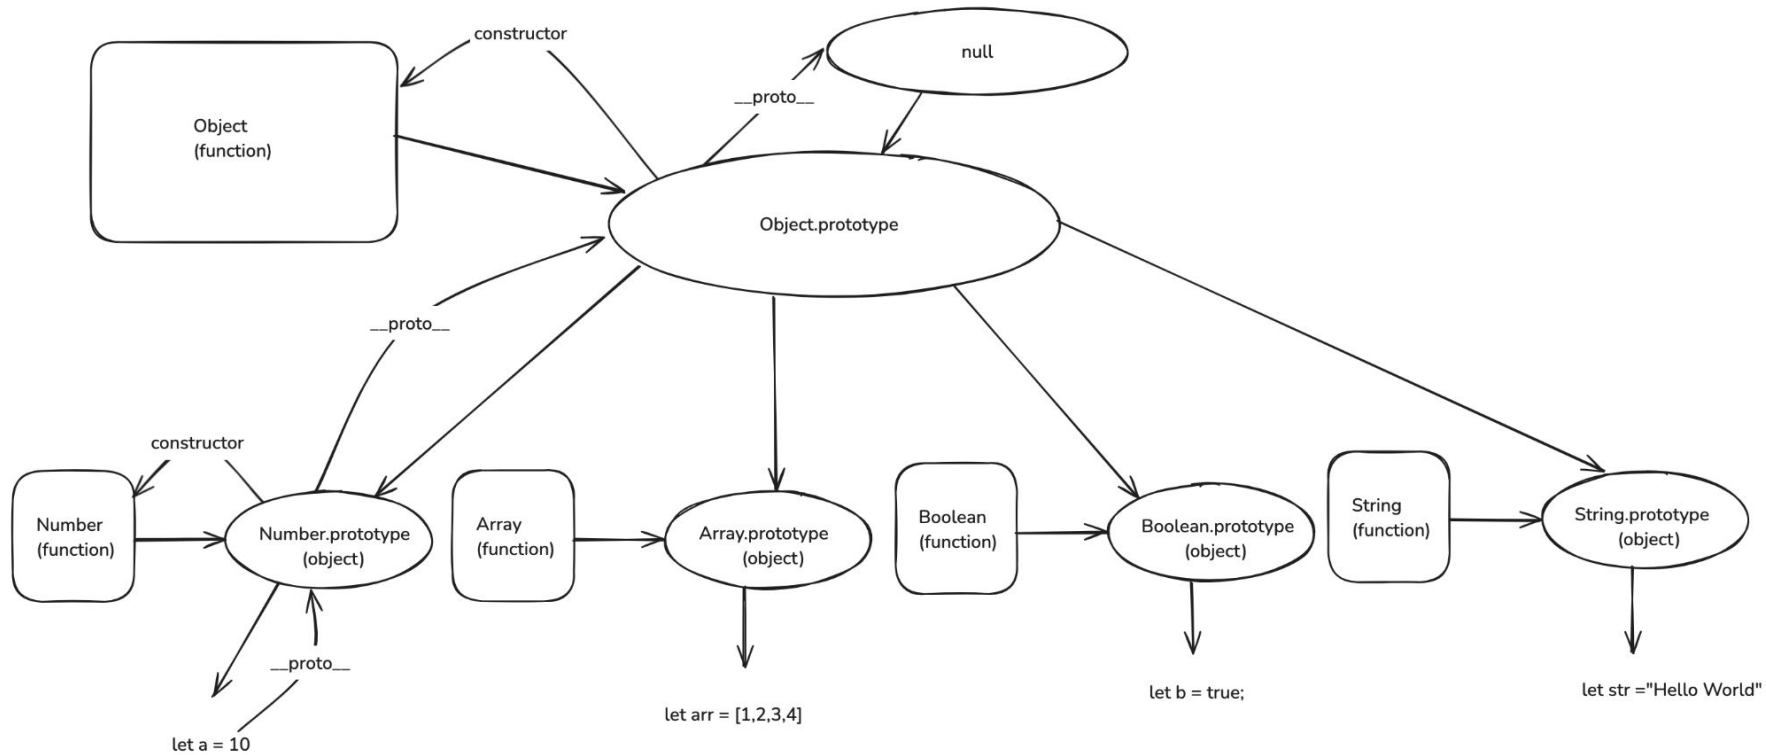 constructor
null
__proto__
Object
(function)
Object.prototype
__proto__
constructor
Number
(function)
Number.prototype
(object)
Array
(function)
Array.prototype
(object)
Boolean
(function)
Boolean.prototype
(object)
String
(function)
String.prototype
(object)
__proto__
let a = 10
let arr = [1,2,3,4]
let b = true;
let str ="Hello World"